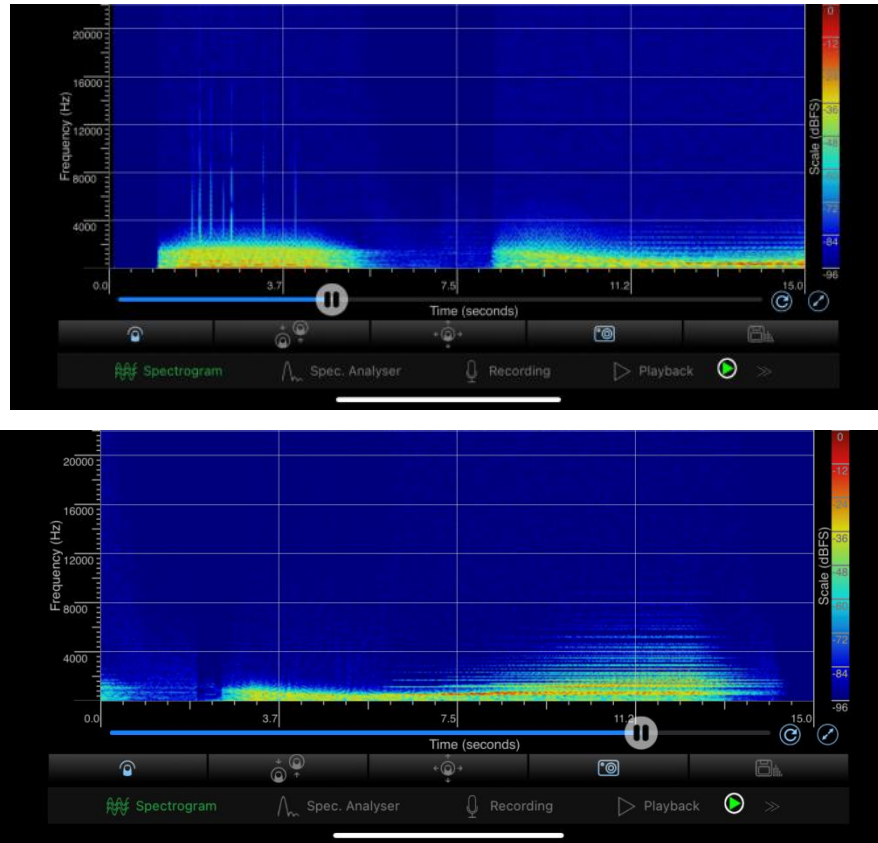 20000
16000
12000
8000
4000
Frequency (Hz)
0
-12
-36
-48
-72
-84
-96
Scale (dBFS)
0.0 3.7 7.5 11.2 15.0
Time (seconds)
Spectrogram Spec. Analyser Recording Playback
20000
16000
12000
8000
4000
Frequency (Hz)
0
-12
-24
-36
-48
-60
-72
-84
-96
Scale (dBFS)
0.0 3.7 7.5 11.2 15.0
Time (seconds)
Spectrogram Spec. Analyser Recording Playback